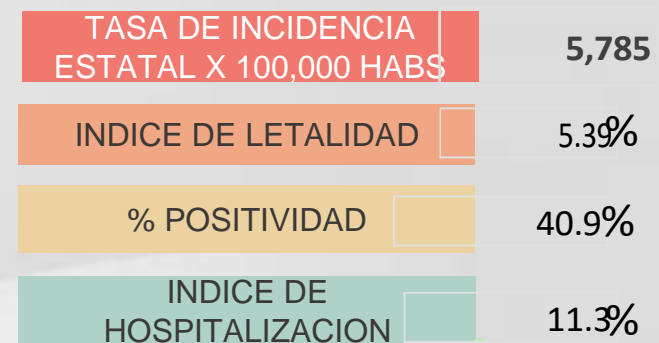 TASA DE INCIDENCIA
ESTATAL X 100,000 HABS
5,785
INDICE DE LETALIDAD
5.39%
% POSITIVIDAD
40.9%
INDICE DE
HOSPITALIZACION
11.3%